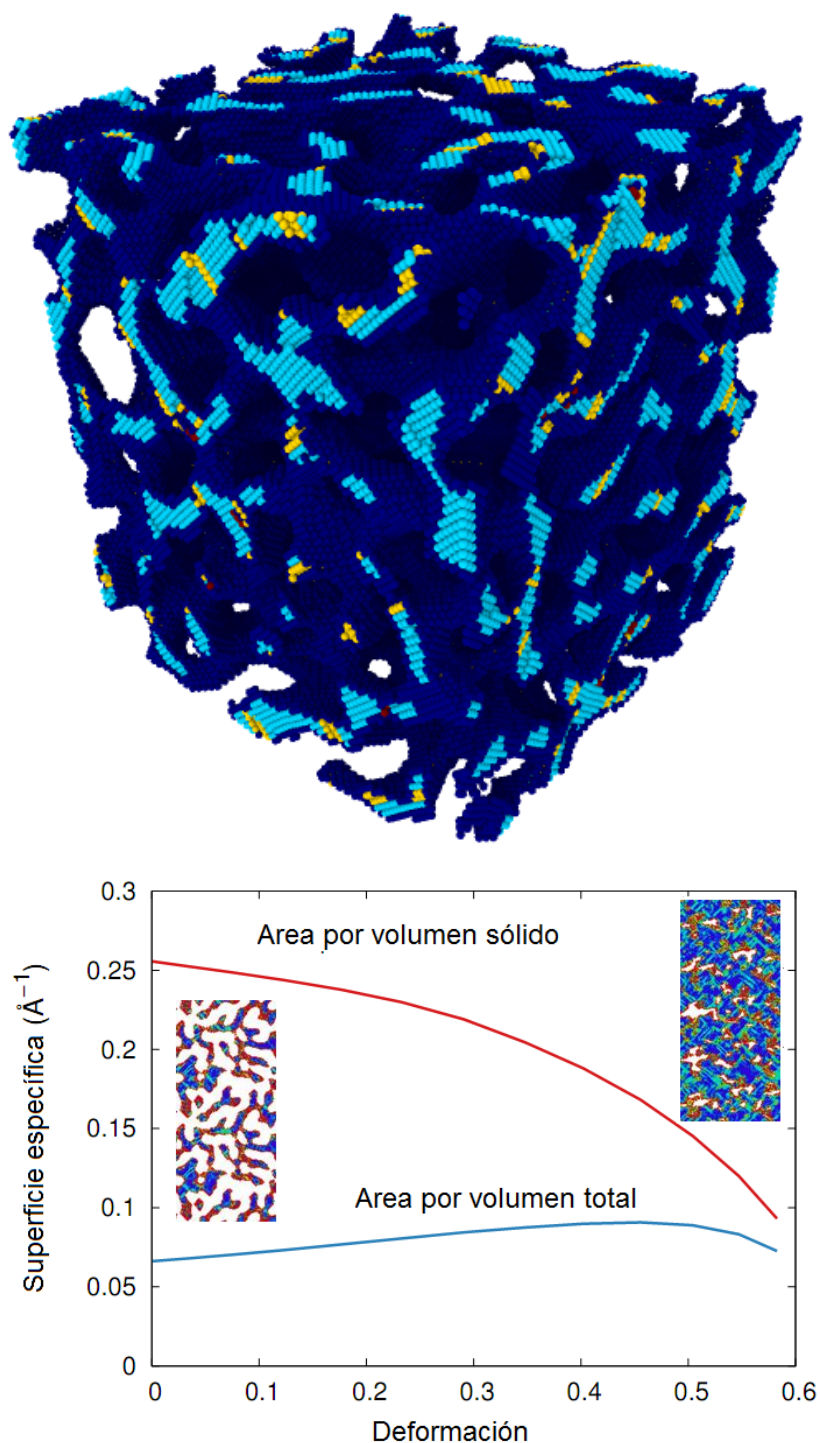 0.3
Area por volumen sólido
0.25
0.2
0.15
Area por volumen total
0.1
0.05
0
0 0.1 0.2 0.3 0.4 0.5 0.6
Superficie específica (Å⁻¹)
Deformación